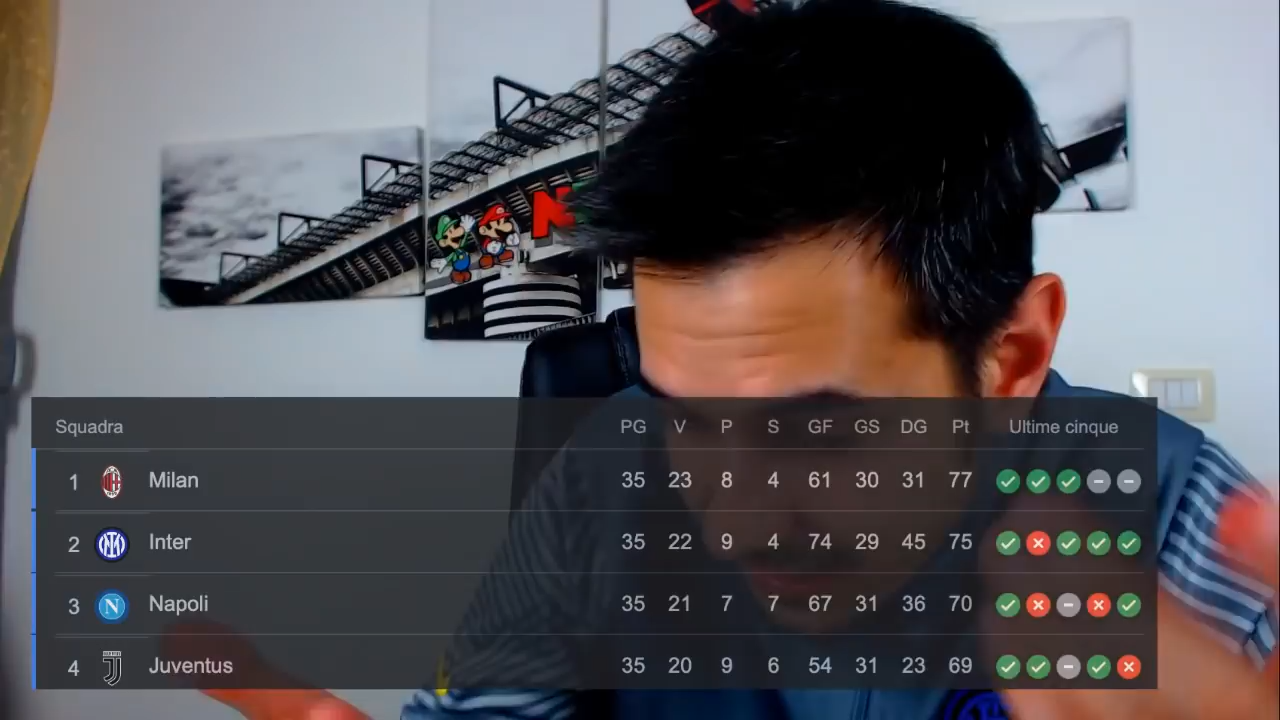 N
Squadra PG V P S GF GS DG Pt Ultime cinque
1 Milan 35 23 8 4 61 30 31 77
2 Inter 35 22 9 4 74 29 45 75
3 N Napoli 35 21 7 7 67 31 36 70
4 Juventus 35 20 9 6 54 31 23 69